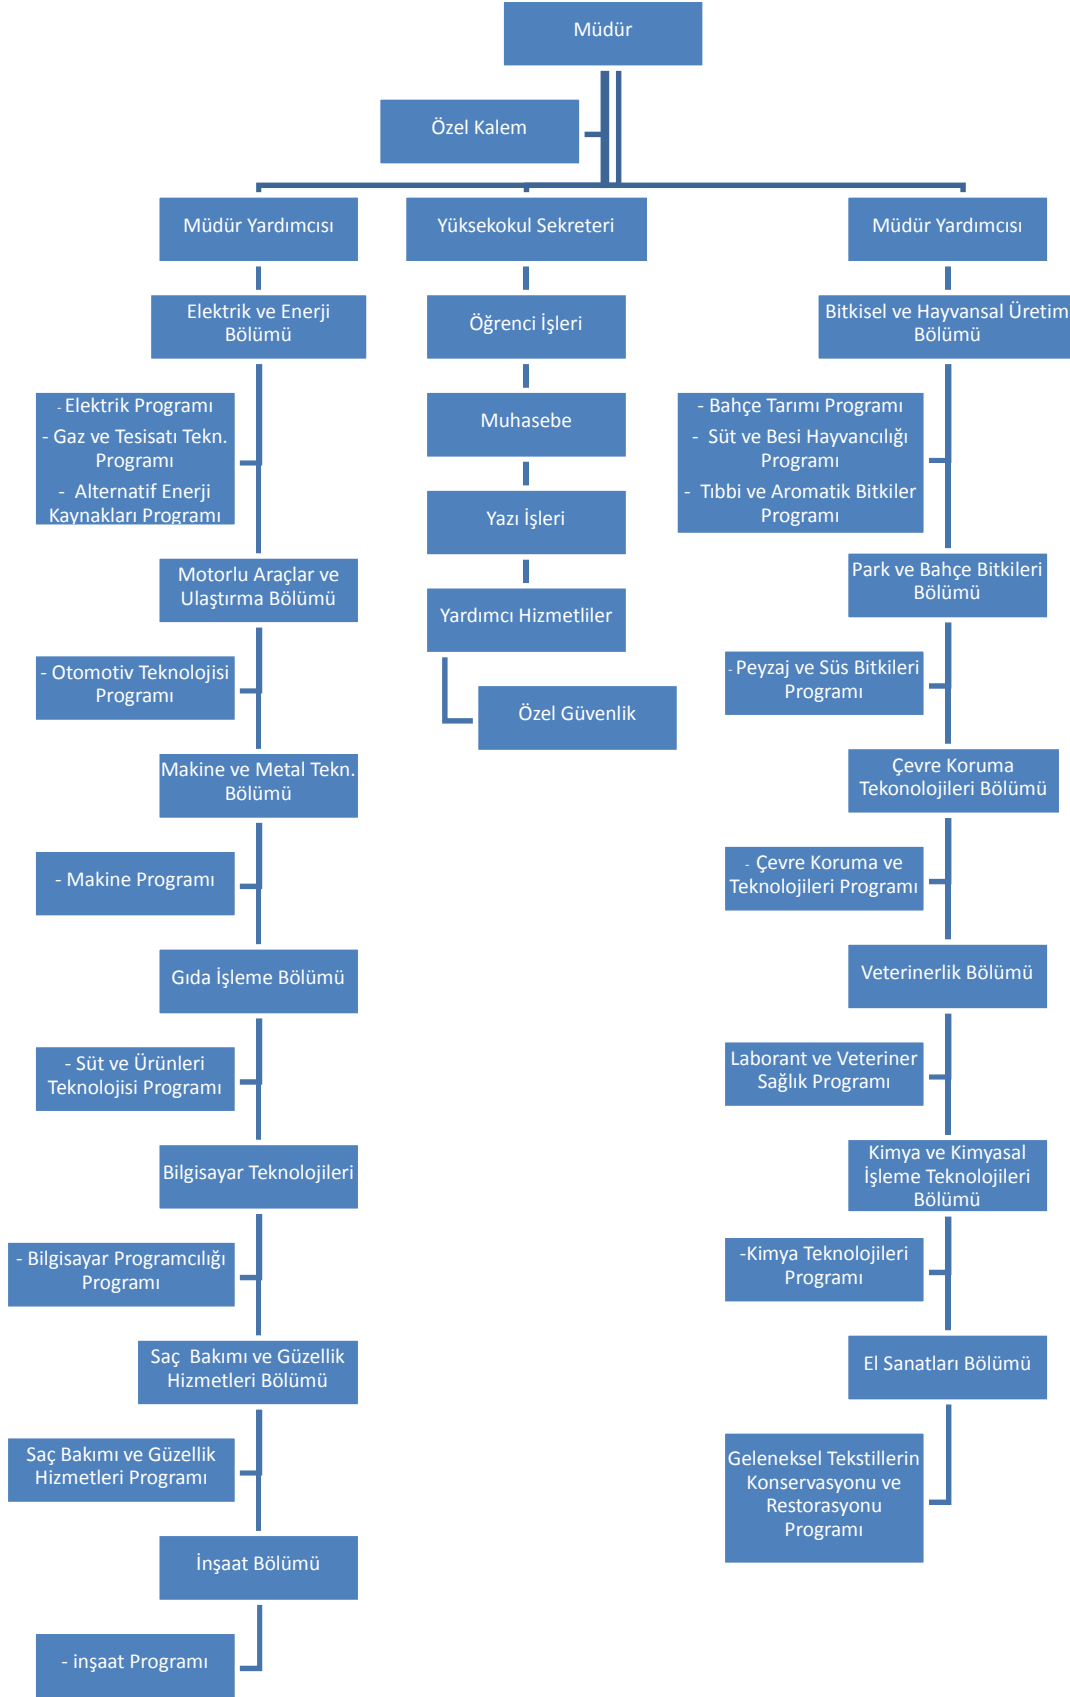 Müdür
Özel Kalem
Müdür Yardımcısı
Elektrik ve Enerji
Bölümü
- Elektrik Programı
- Gaz ve Tesisatı Tekn.
Programı
- Alternatif Enerji
Kaynakları Programı
Motorlu Araçlar ve
Ulaştırma Bölümü
- Otomotiv Teknolojisi
Programı
Makine ve Metal Tekn.
Bölümü
- Makine Programı
Gıda İşleme Bölümü
- Süt ve Ürünleri
Teknolojisi Programı
Bilgisayar Teknolojileri
- Bilgisayar Programcılığı
Programı
Saç Bakımı ve Güzellik
Hizmetleri Bölümü
Saç Bakımı ve Güzellik
Hizmetleri Programı
İnşaat Bölümü
- inşaat Programı
Yüksekokul Sekreteri
Öğrenci İşleri
Muhasebe
Yazı İşleri
Yardımcı Hizmetliler
Özel Güvenlik
Müdür Yardımcısı
Bitkisel ve Hayvansal Üretim
Bölümü
- Bahçe Tarımı Programı
- Süt ve Besi Hayvancılığı
Programı
- Tıbbi ve Aromatik Bitkiler
Programı
Park ve Bahçe Bitkileri
Bölümü
- Peyzaj ve Süs Bitkileri
Programı
Çevre Koruma
Tekonolojileri Bölümü
- Çevre Koruma ve
Teknolojileri Programı
Veterinerlik Bölümü
Laborant ve Veteriner
Sağlık Programı
Kimya ve Kimyasal
İşleme Teknolojileri
Bölümü
-Kimya Teknolojileri
Programı
El Sanatları Bölümü
Geleneksel Tekstillerin
Konservasyonu ve
Restorasyonu
Programı